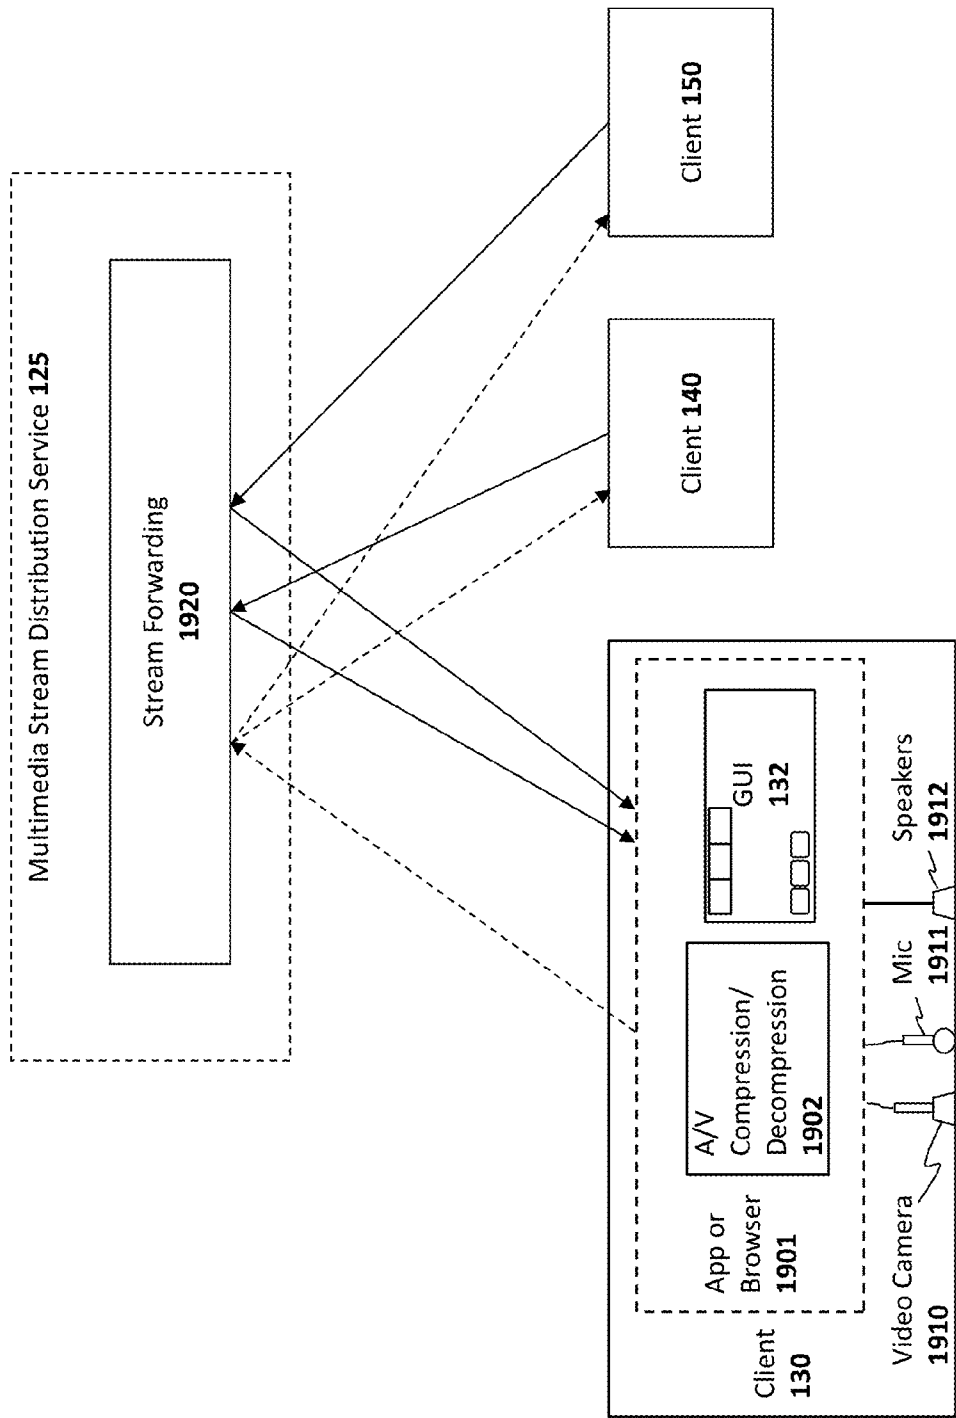 Multimedia Stream Distribution Service 125
Stream Forwarding
1920
Client 130
App or
Browser
1901
A/V
Compression/
Decompression
1902
GUI
132
Video Camera
1910
Mic
1911
Speakers
1912
Client 140
Client 150